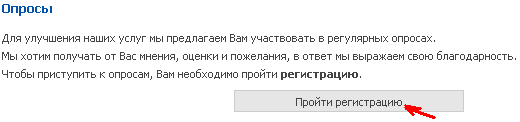 Опросы
Для улучшения наших услуг мы предлагаем Вам участвовать в регулярных опросах.
Мы хотим получать от Вас мнения, оценки и пожелания, в ответ мы выражаем свою благодарность.
Чтобы приступить к опросам, Вам необходимо пройти регистрацию.
Пройти регистрацию